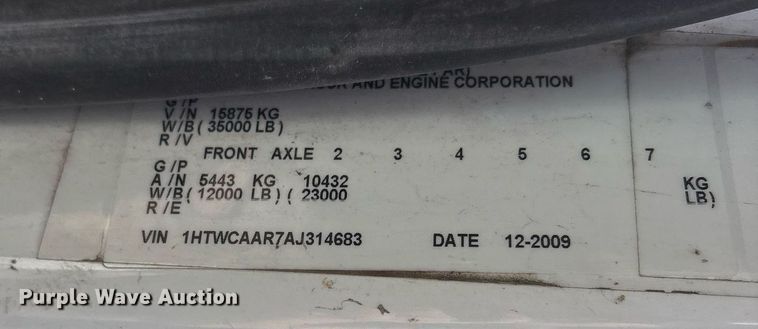 AND ENGINE CORPORATION
G/P
V/N 15875 KG
W/B( 35000 LB)
R/V
FRONT AXLE 2 3 4 5 6 7
G/P
A/N 5443 KG 10432 KG
W/B( 12000 LB) ( 23000 LB)
R/E
VIN 1HTWCAAR7AJ314683 DATE 12-2009
Purple Wave Auction